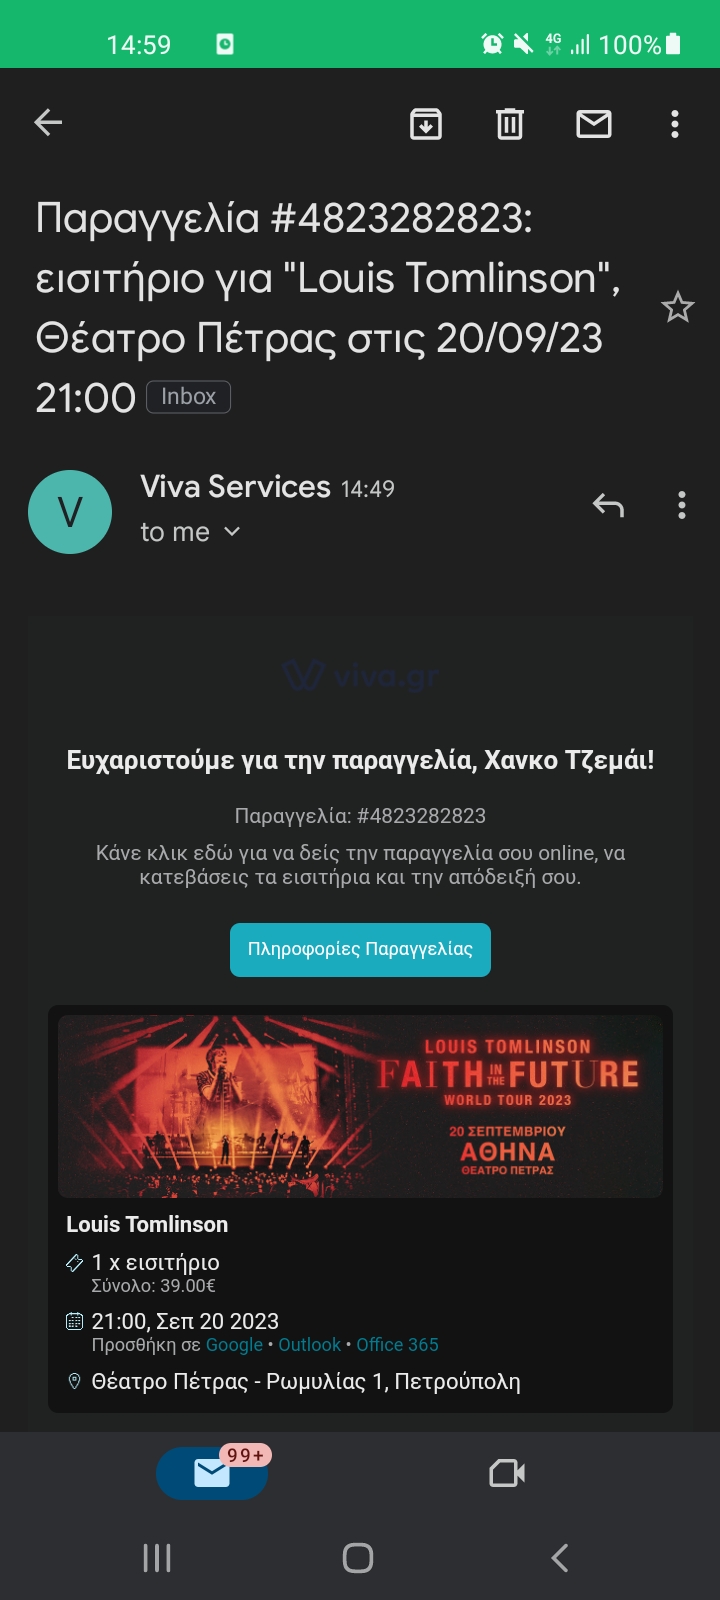 14:59
4G
100%
Παραγγελία #4823282823:
εισιτήριο για "Louis Tomlinson",
Θέατρο Πέτρας στις 20/09/23
21:00 Inbox
V
Viva Services 14:49
to me
viva.gr
Ευχαριστούμε για την παραγγελία, Χανκο Τζεμάι!
Παραγγελία: #4823282823
Κάνε κλικ εδώ για να δείς την παραγγελία σου online, να
κατεβάσεις τα εισιτήρια και την απόδειξή σου.
Πληροφορίες Παραγγελίας
LOUIS TOMLINSON
FAITH IN THE FUTURE
WORLD TOUR 2023
20 ΣΕΠΤΕΜΒΡΙΟΥ
ΑΘΗΝΑ
ΘΕΑΤΡΟ ΠΕΤΡΑΣ
Louis Tomlinson
1 x εισιτήριο
Σύνολο: 39.00€
21:00, Σεπ 20 2023
Προσθήκη σε Google • Outlook • Office 365
Θέατρο Πέτρας - Ρωμυλίας 1, Πετρούπολη
99+